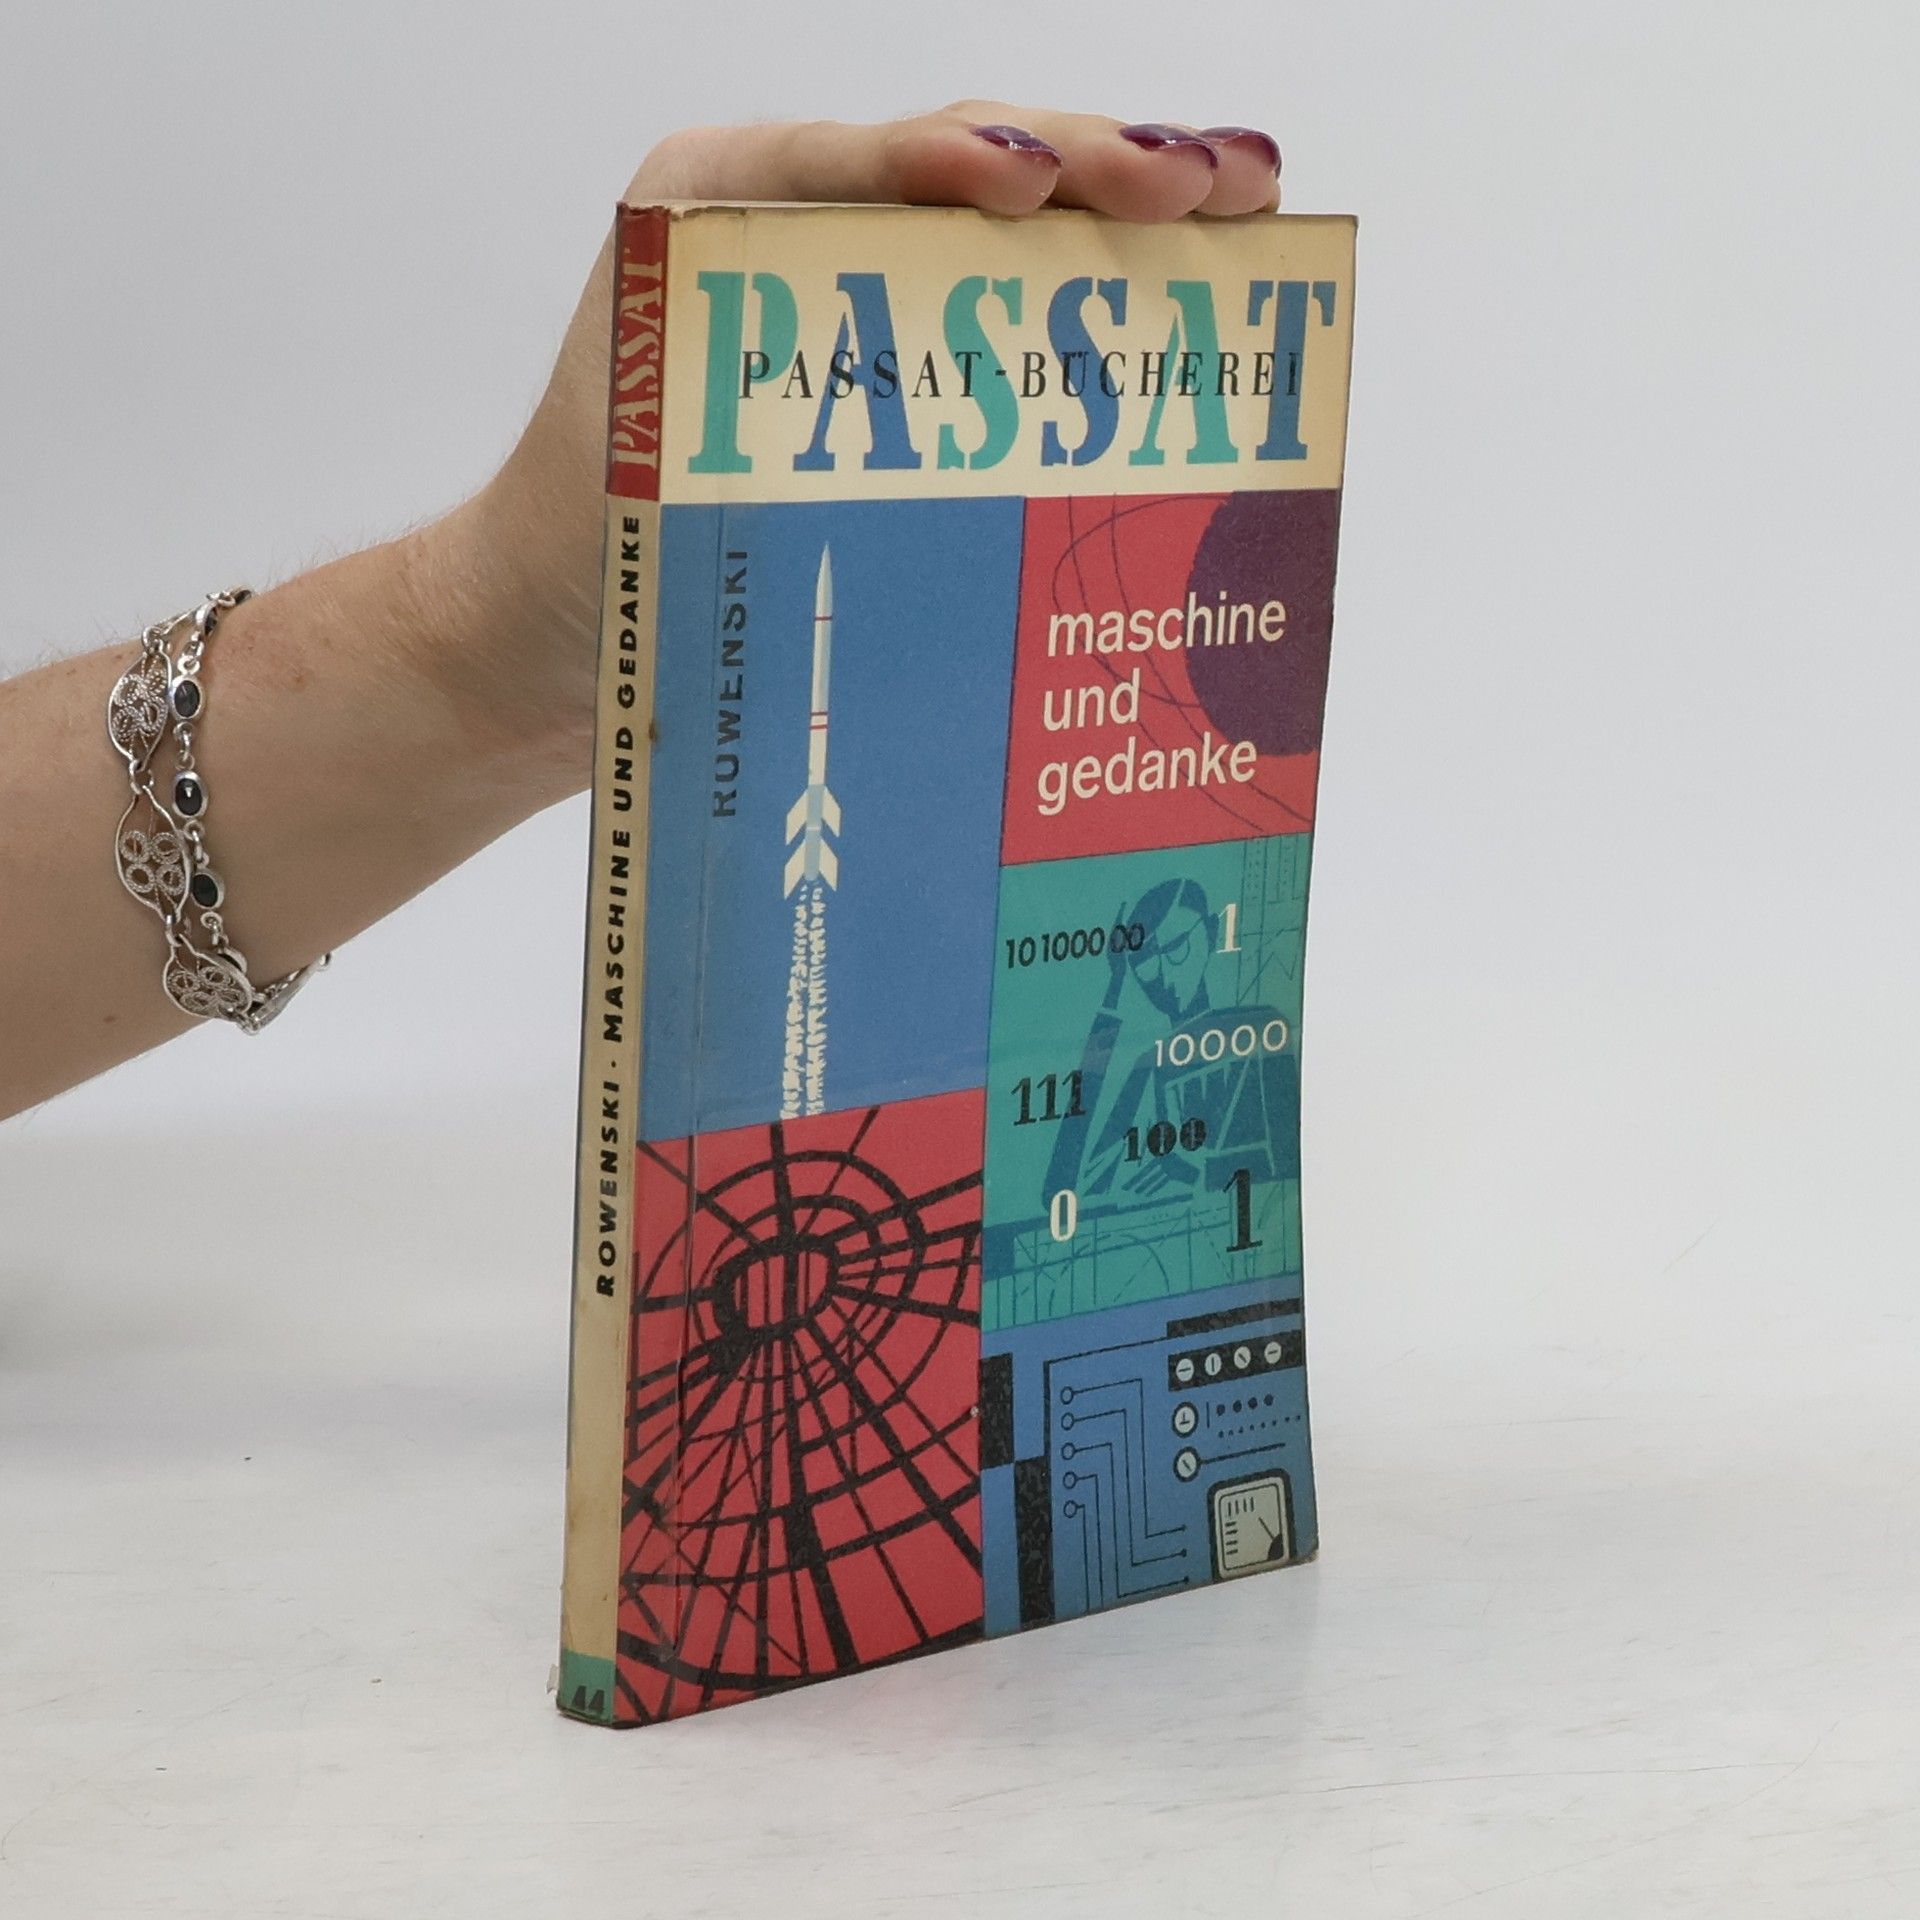 PASSAT
PASSAT-BÜCHEREI
ROWENSKI
maschine
und
gedanke
10100000
1
10000
111
100
0
1
PASSAT
ROWENSKI · MASCHINE UND GEDANKE
44